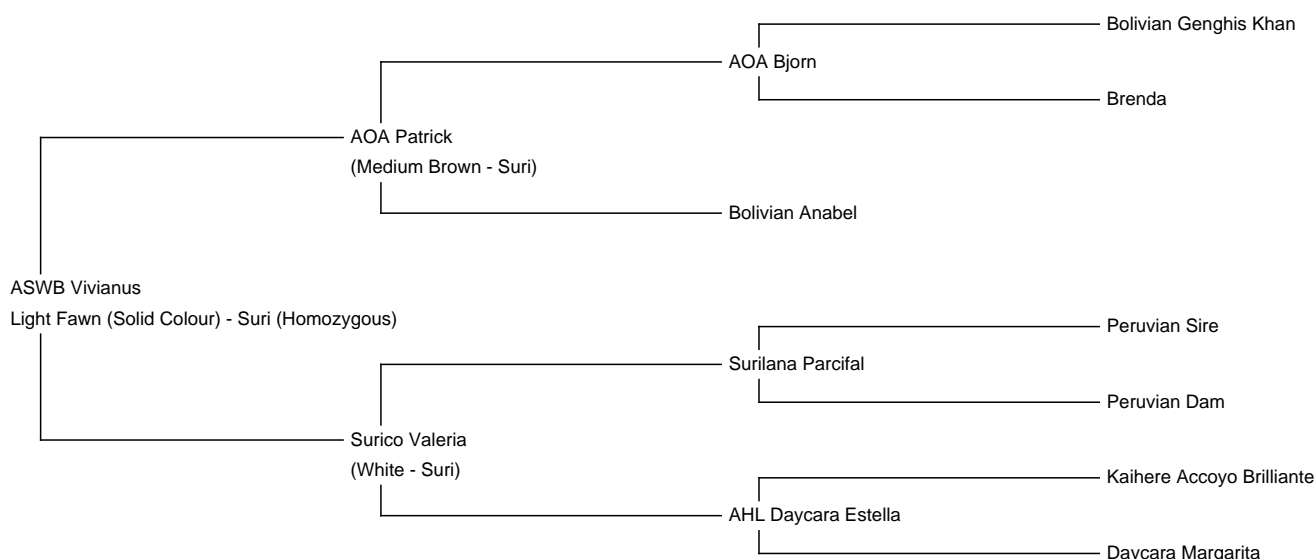 Bolivian Genghis Khan
AOA Bjorn
Brenda
AOA Patrick
(Medium Brown - Suri)
Bolivian Anabel
ASWB Vivianus
Light Fawn (Solid Colour) - Suri (Homozygous)
Peruvian Sire
Surilana Parcifal
Peruvian Dam
Surico Valeria
(White - Suri)
Kaihere Accoyo Brilliante
AHL Daycara Estella
Daycara Margarita